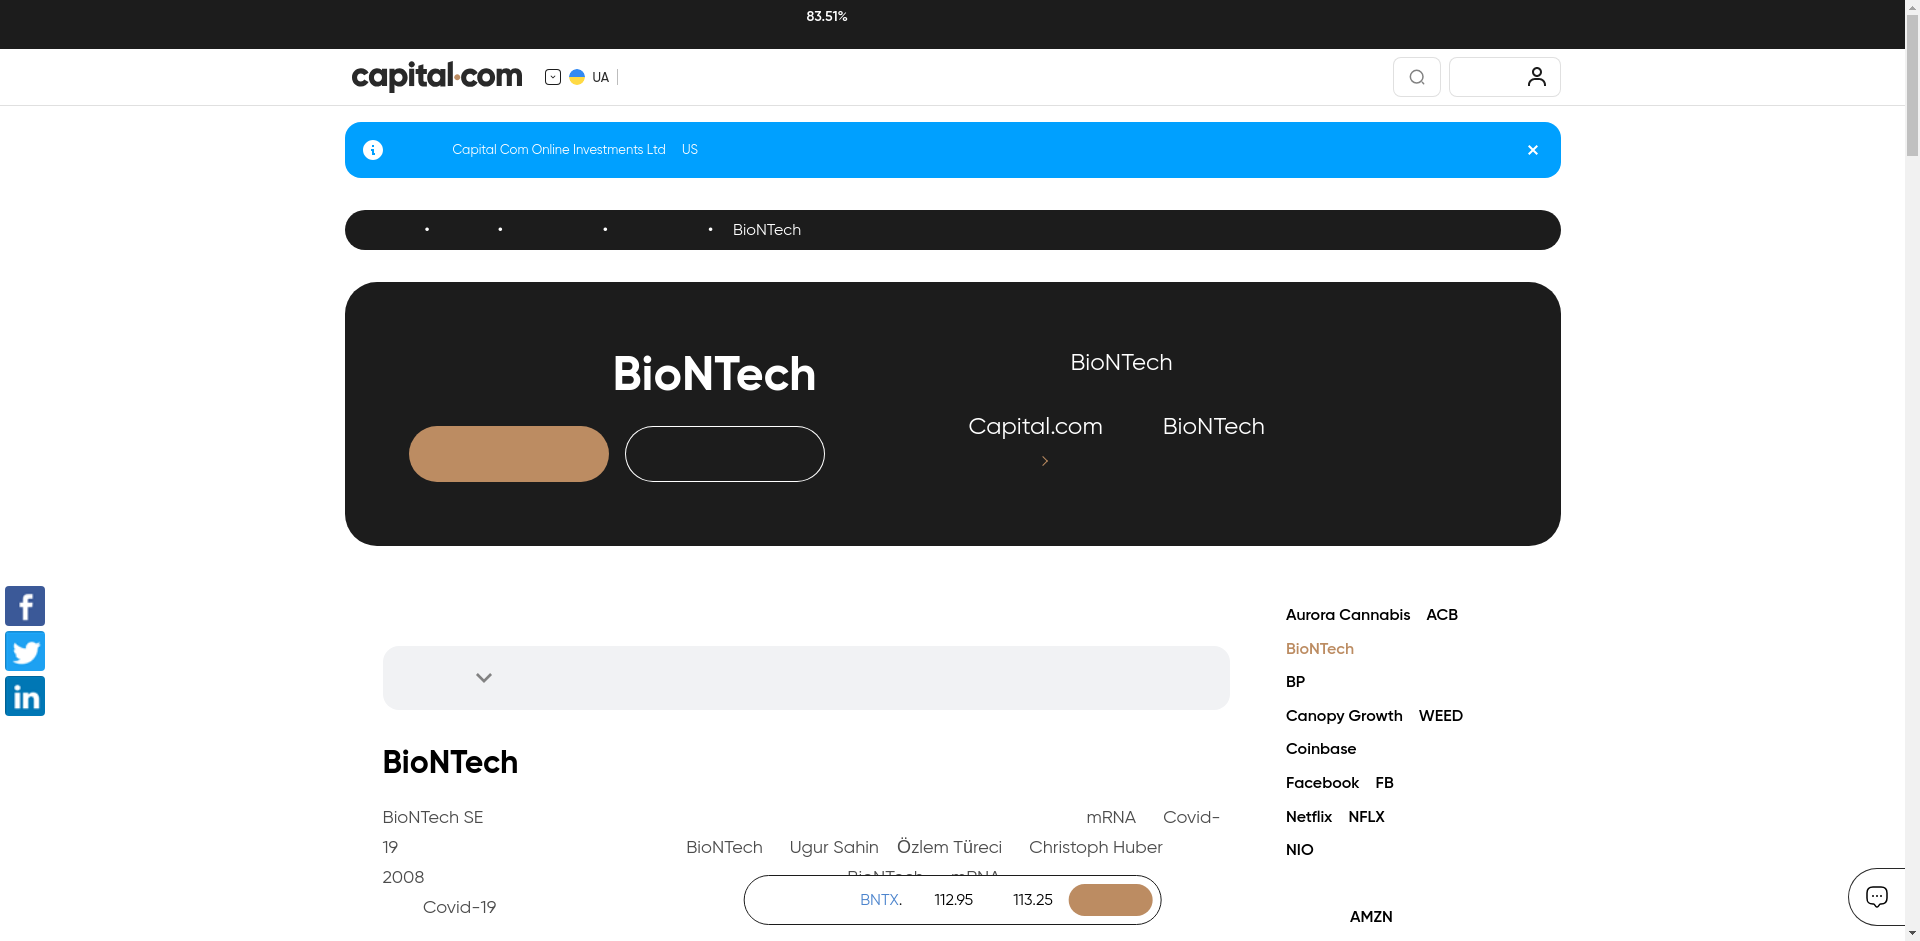 83.51%
capital.com
UA
Capital Com Online Investments Ltd US
BioNTech
BioNTech
BioNTech
Capital.com BioNTech
Aurora Cannabis ACB
BioNTech
BP
Canopy Growth WEED
Coinbase
Facebook FB
Netflix NFLX
NIO
AMZN
BioNTech
BioNTech SE mRNA Covid-
19 BioNTech Ugur Sahin Özlem Türeci Christoph Huber
2008 BioNTech mRNA
Covid-19
BNTX. 112.95 113.25